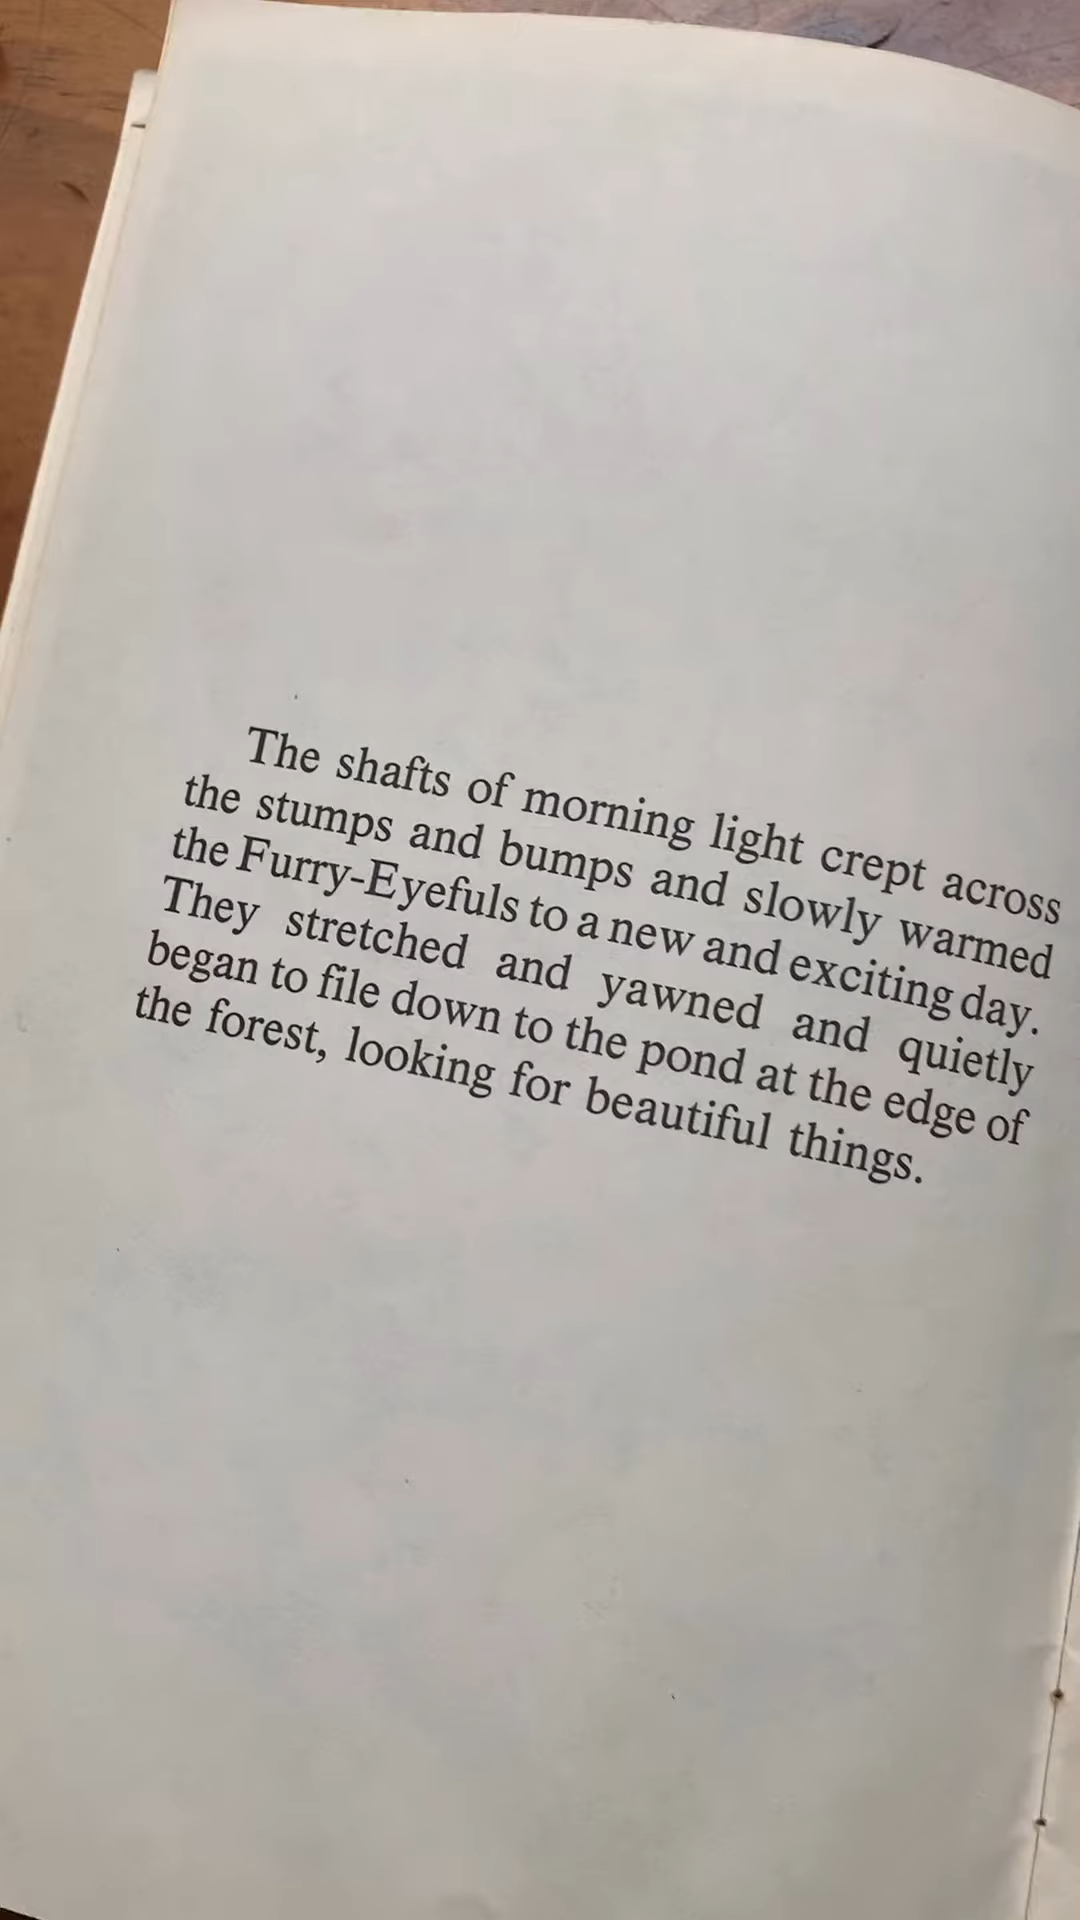 The shafts of morning light crept across
the stumps and bumps and slowly warmed
the Furry-Eyefuls to a new and exciting day.
They stretched and yawned and quietly
began to file down to the pond at the edge of
the forest, looking for beautiful things.